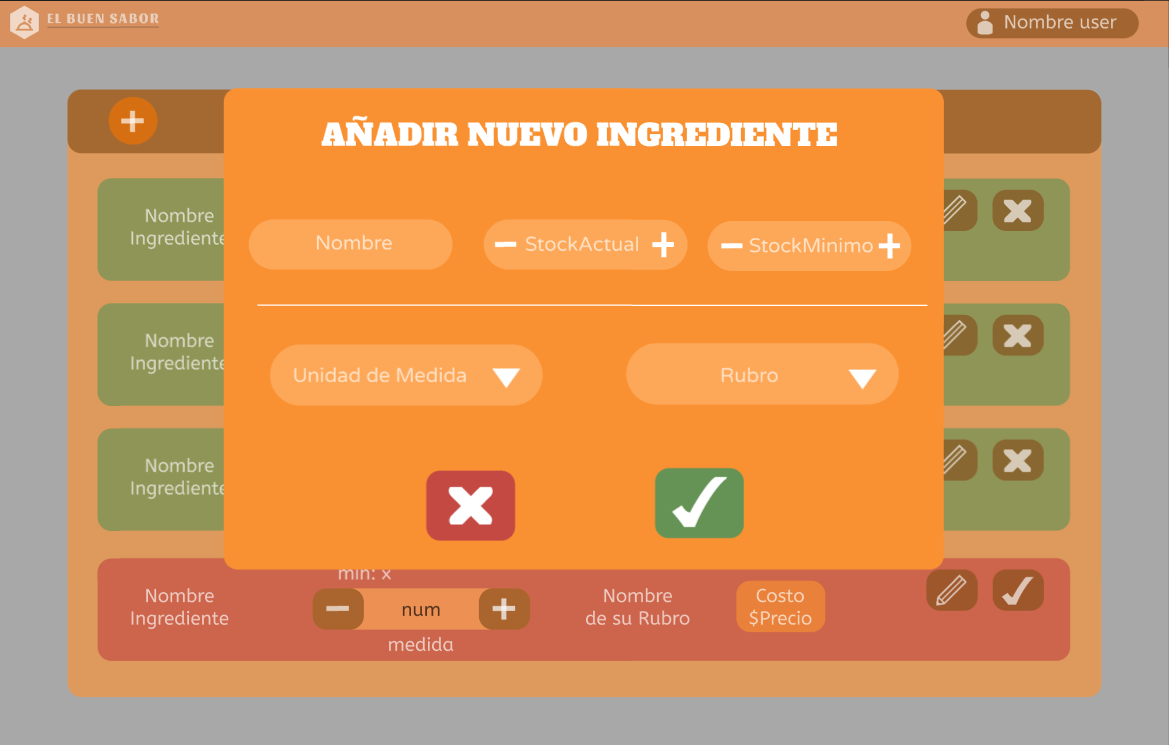 EL BUEN SABOR
Nombre user
AÑADIR NUEVO INGREDIENTE
Nombre
Ingrediente
Nombre
StockActual
StockMinimo
Nombre
Ingrediente
Unidad de Medida
Rubro
Nombre
Ingrediente
min: x
Nombre
Ingrediente
num
medida
Nombre
de su Rubro
Costo
$Precio